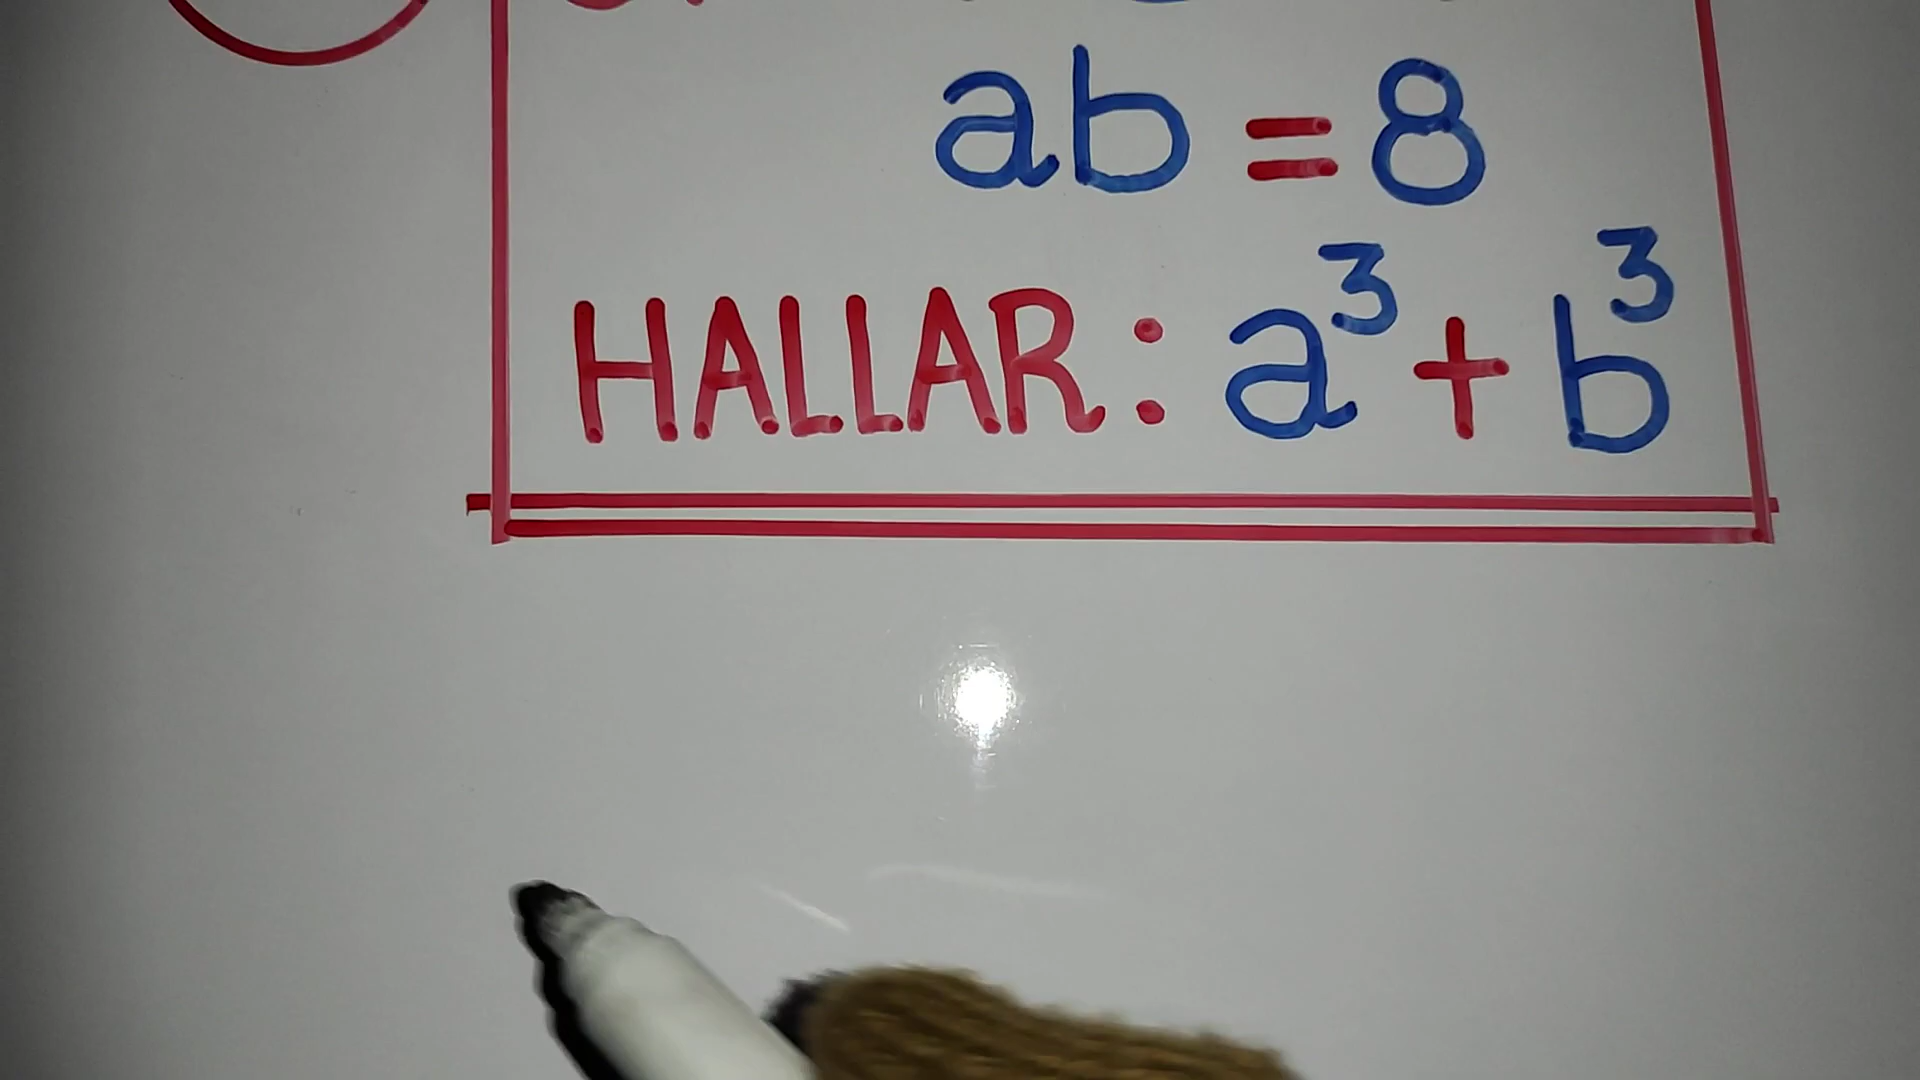 ab = 8
HALLAR: a³ + b³